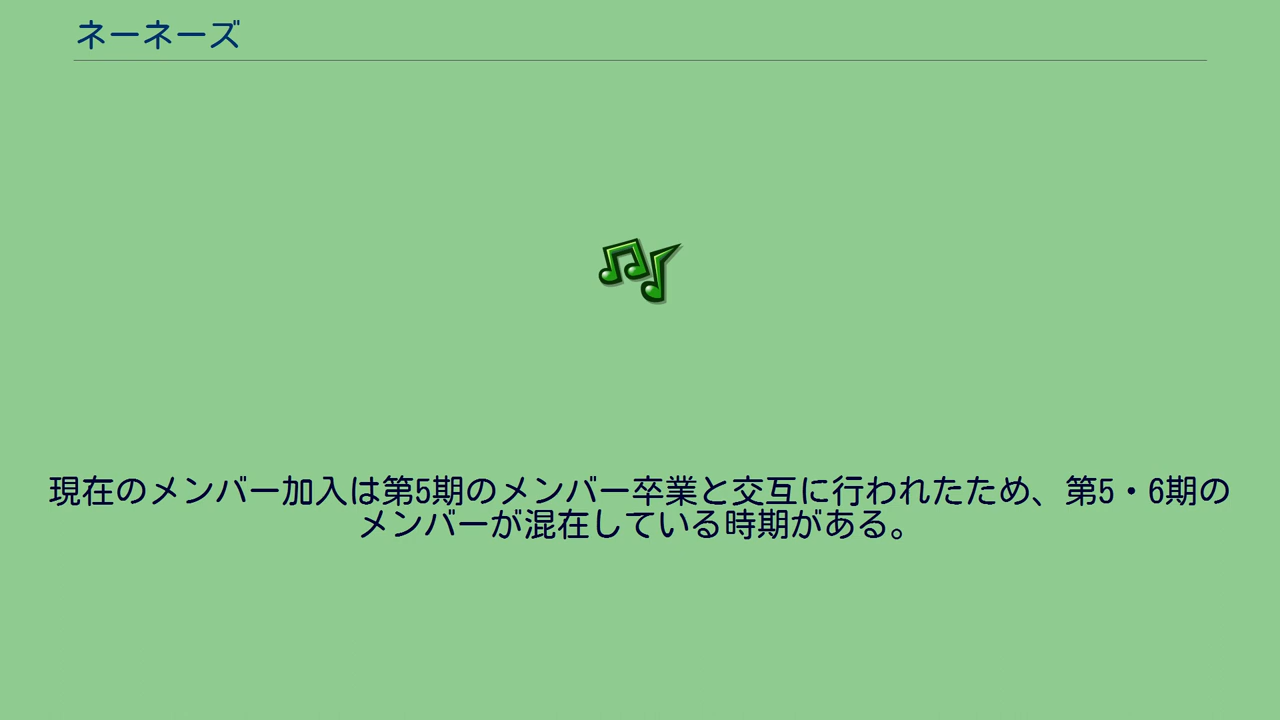 ネーネーズ
現在のメンバー加入は第5期のメンバー卒業と交互に行われたため、第5・6期の
メンバーが混在している時期がある。